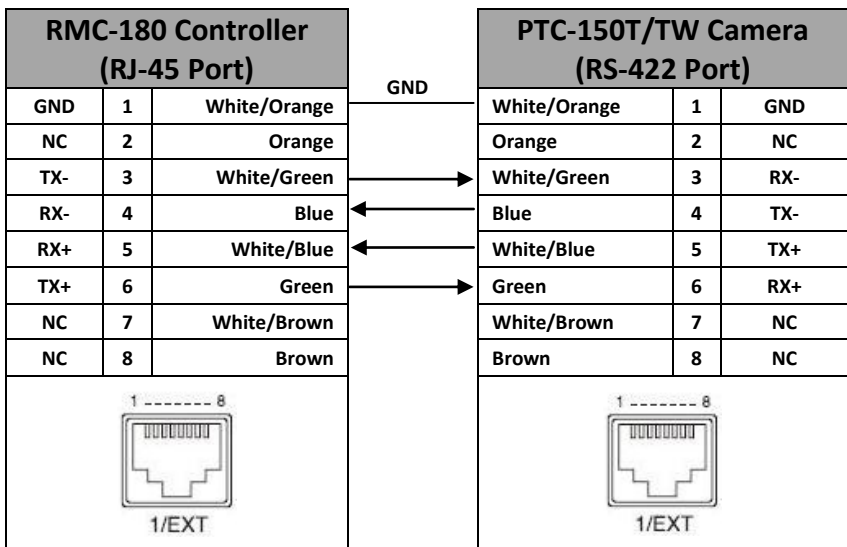 RMC-180 Controller
(RJ-45 Port)
GND
PTC-150T/TW Camera
(RS-422 Port)
GND 1 White/Orange White/Orange 1 GND
NC 2 Orange Orange 2 NC
TX- 3 White/Green White/Green 3 RX-
RX- 4 Blue Blue 4 TX-
RX+ 5 White/Blue White/Blue 5 TX+
TX+ 6 Green Green 6 RX+
NC 7 White/Brown White/Brown 7 NC
NC 8 Brown Brown 8 NC
1 ------- 8 1 ------- 8
1/EXT 1/EXT